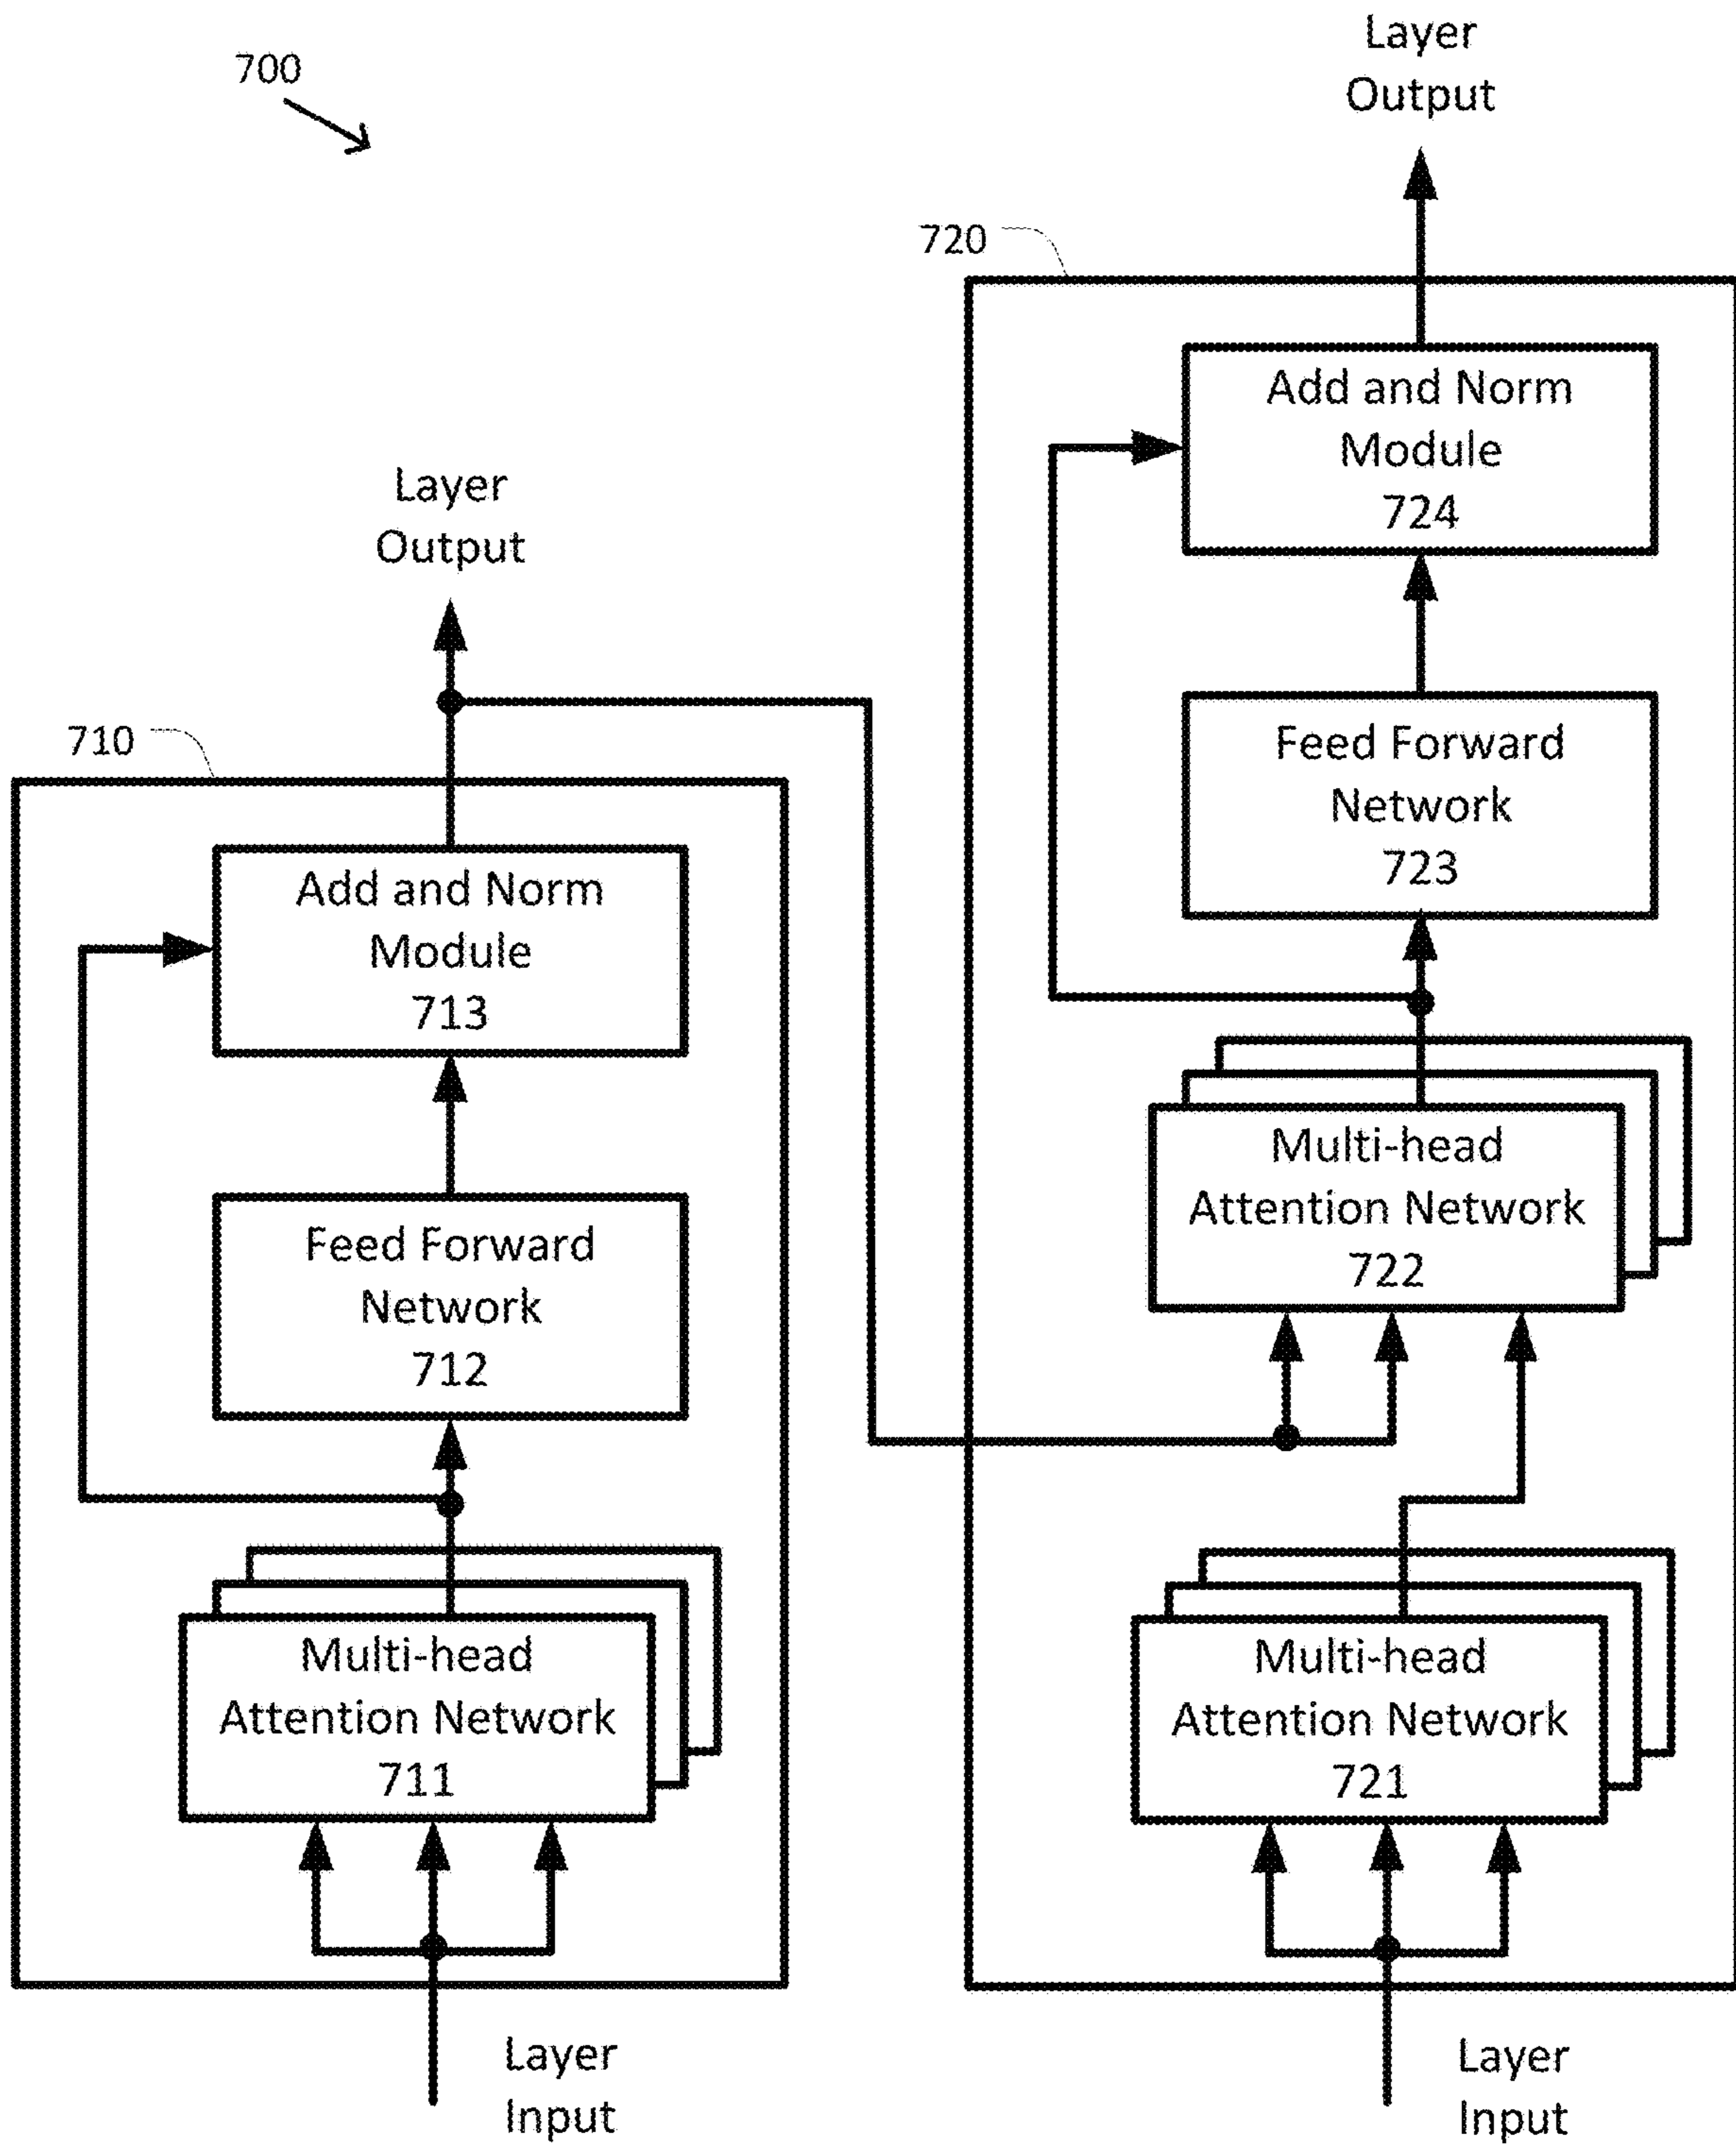 700
Layer
Output
710
Add and Norm
Module
713
Feed Forward
Network
712
Multi-head
Attention Network
711
Layer
Input
Layer
Output
720
Add and Norm
Module
724
Feed Forward
Network
723
Multi-head
Attention Network
722
Multi-head
Attention Network
721
Layer
Input